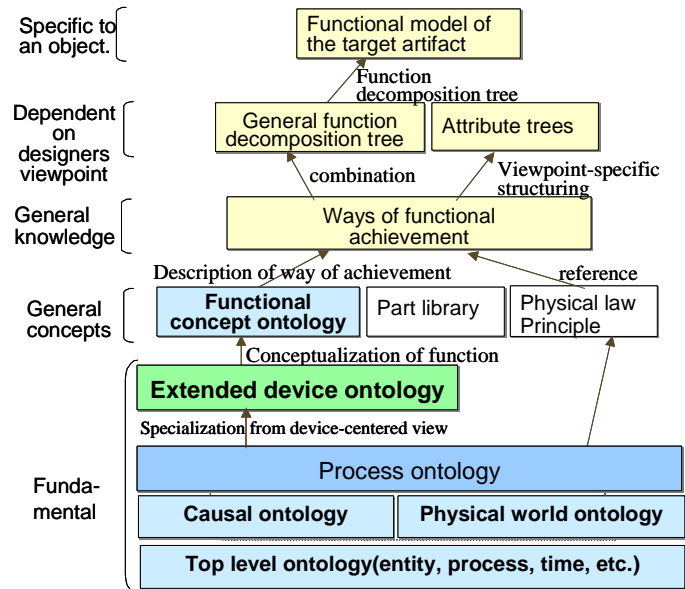 Specific to
an object.
Functional model of
the target artifact
Function
decomposition tree
Dependent
on
designers
viewpoint
General function
decomposition tree
Attribute trees
combination
Viewpoint-specific
structuring
General
knowledge
Ways of functional
achievement
Description of way of achievement
reference
General
concepts
Functional
concept ontology
Part library
Physical law
Principle
Conceptualization of function
Extended device ontology
Specialization from device-centered view
Process ontology
Funda-
mental
Causal ontology
Physical world ontology
Top level ontology(entity, process, time, etc.)